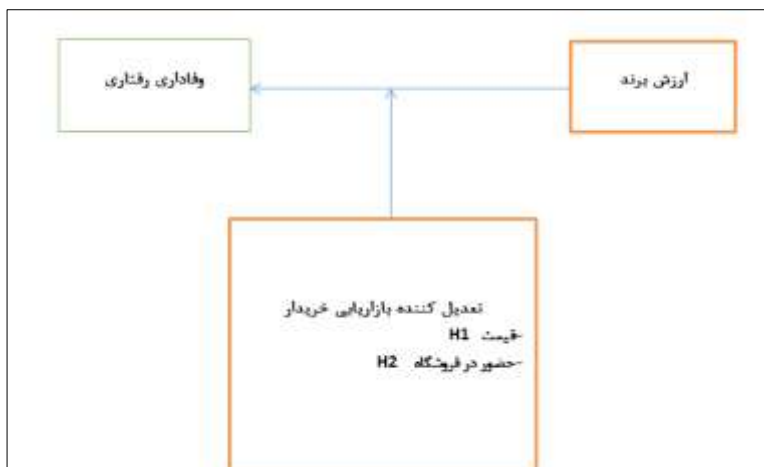 ارزش برند
وفاداری رفتاری
تعدیل کننده بازاریابی خریدار
-قیمت H1
-حضور در فروشگاه H2